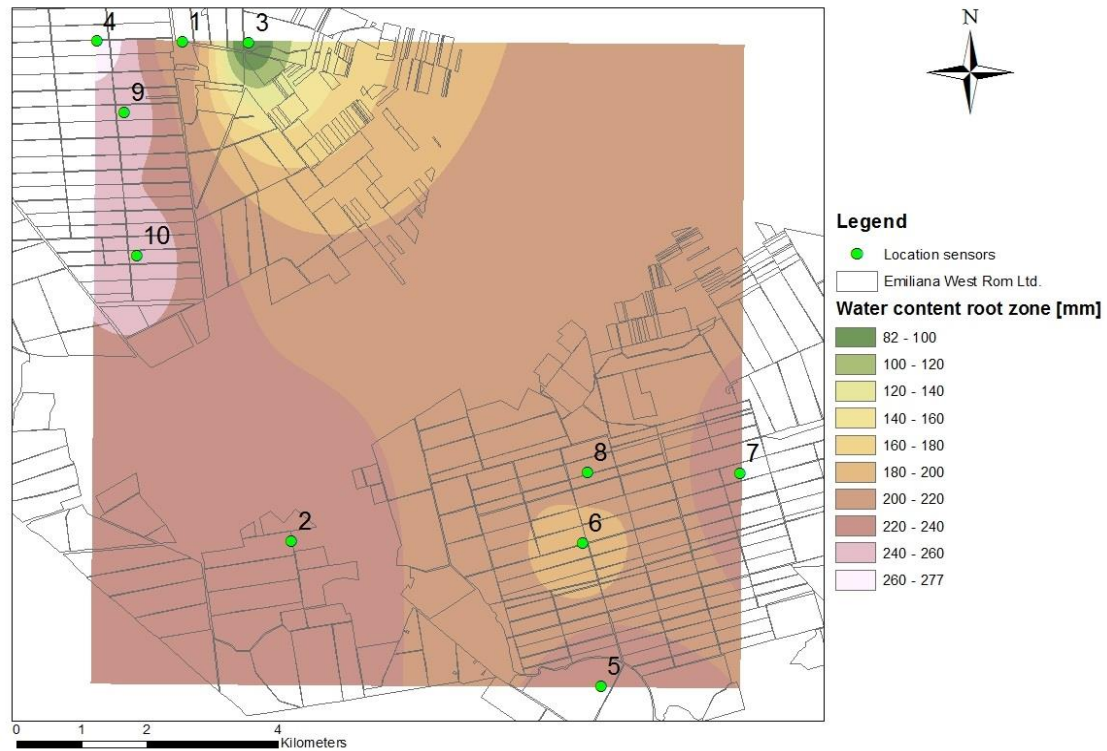 4 1 3
9
10
8 7
6
2
5
0 1 2 4
Kilometers
N
Legend
Location sensors
Emiliana West Rom Ltd.
Water content root zone [mm]
82 - 100
100 - 120
120 - 140
140 - 160
160 - 180
180 - 200
200 - 220
220 - 240
240 - 260
260 - 277